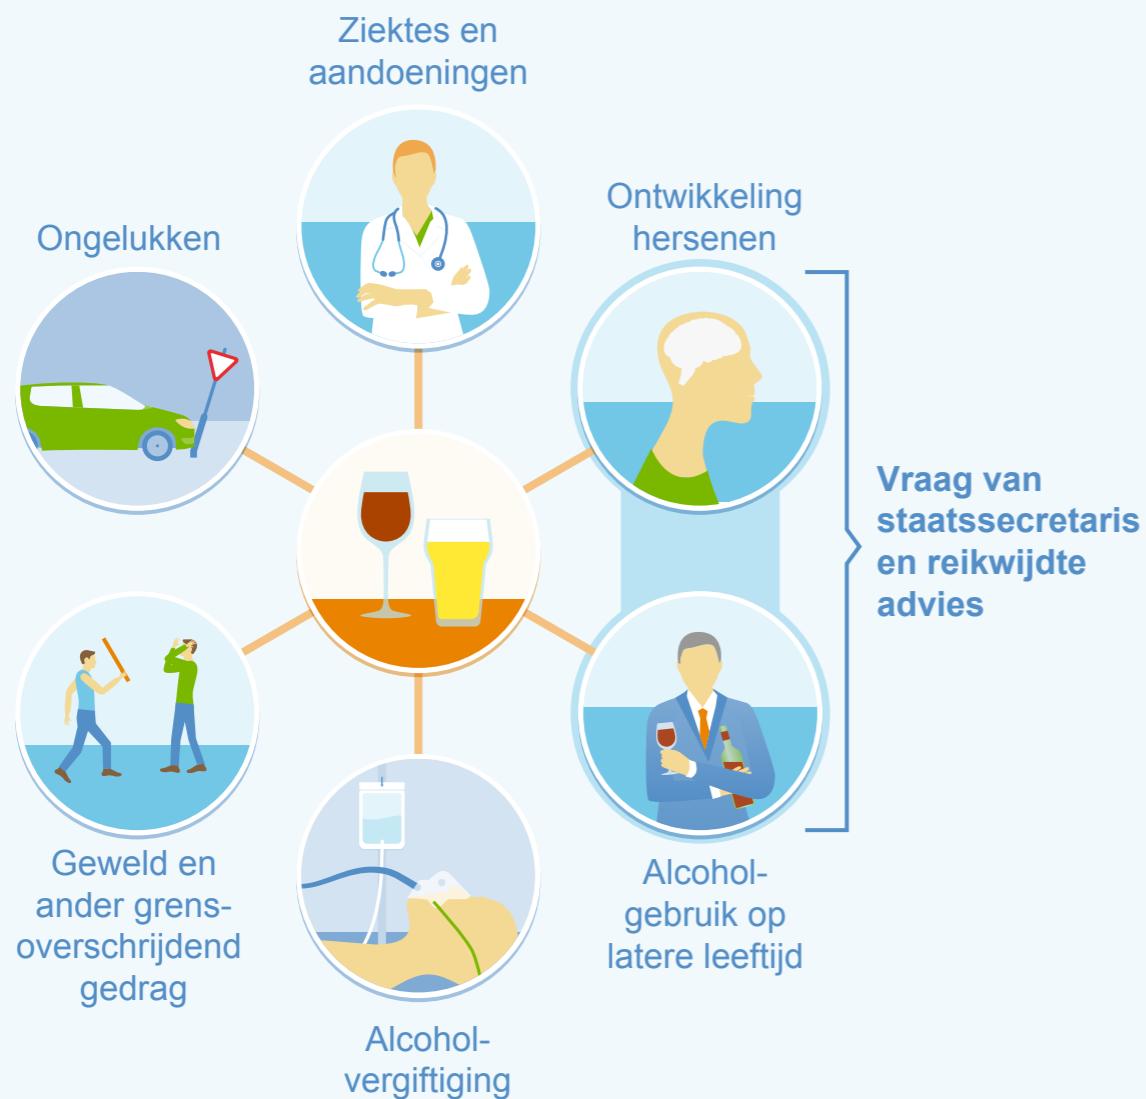 Ziektes en
aandoeningen
Ontwikkeling
hersenen
Ongelukken
Vraag van
staatssecretaris
en reikwijdte
advies
Geweld en
ander grens-
overschrijdend
gedrag
Alcohol-
gebruik op
latere leeftijd
Alcohol-
vergiftiging